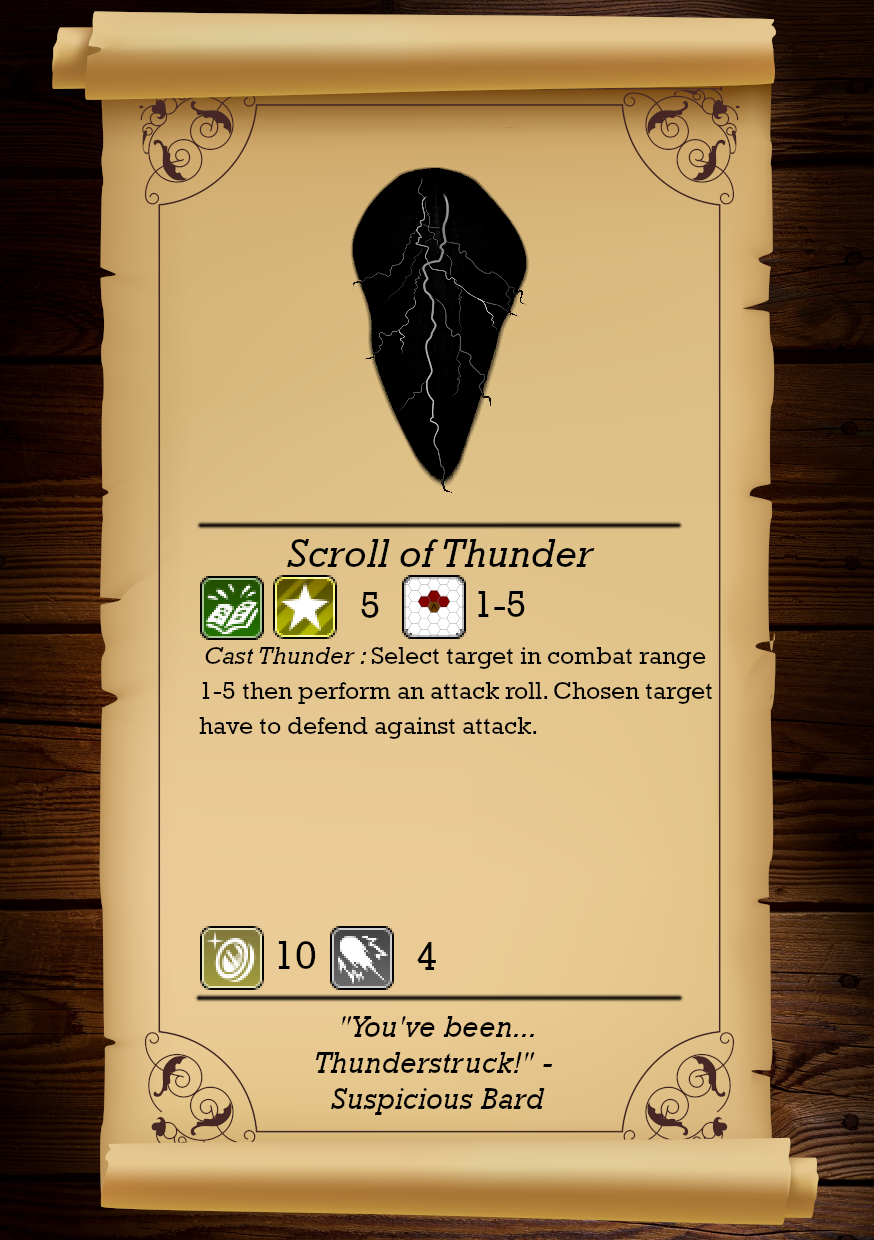 Scroll of Thunder
5 1-5
Cast Thunder : Select target in combat range
1-5 then perform an attack roll. Chosen target
have to defend against attack.
10 4
"You've been...
Thunderstruck!" -
Suspicious Bard